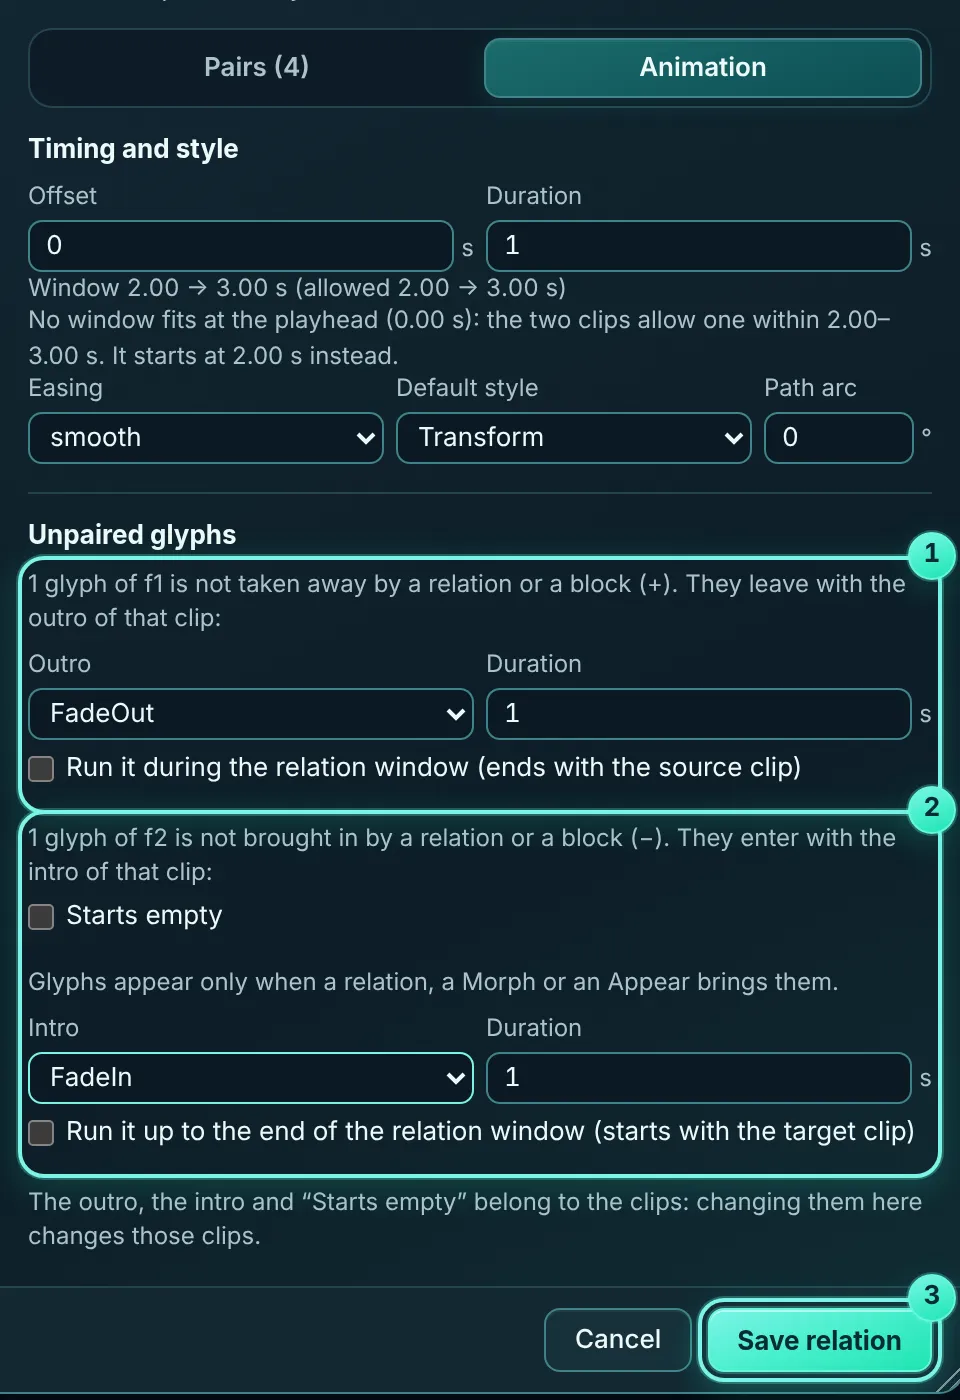 Pairs (4)
Animation
Timing and style
Offset
Duration
0
s
1
s
Window 2.00 → 3.00 s (allowed 2.00 → 3.00 s)
No window fits at the playhead (0.00 s): the two clips allow one within 2.00–
3.00 s. It starts at 2.00 s instead.
Easing
Default style
Path arc
smooth
Transform
0
°
Unpaired glyphs
1
1 glyph of f1 is not taken away by a relation or a block (+). They leave with the
outro of that clip:
Outro
Duration
FadeOut
1
s
Run it during the relation window (ends with the source clip)
2
1 glyph of f2 is not brought in by a relation or a block (−). They enter with the
intro of that clip:
Starts empty
Glyphs appear only when a relation, a Morph or an Appear brings them.
Intro
Duration
FadeIn
1
s
Run it up to the end of the relation window (starts with the target clip)
The outro, the intro and “Starts empty” belong to the clips: changing them here
changes those clips.
3
Cancel
Save relation